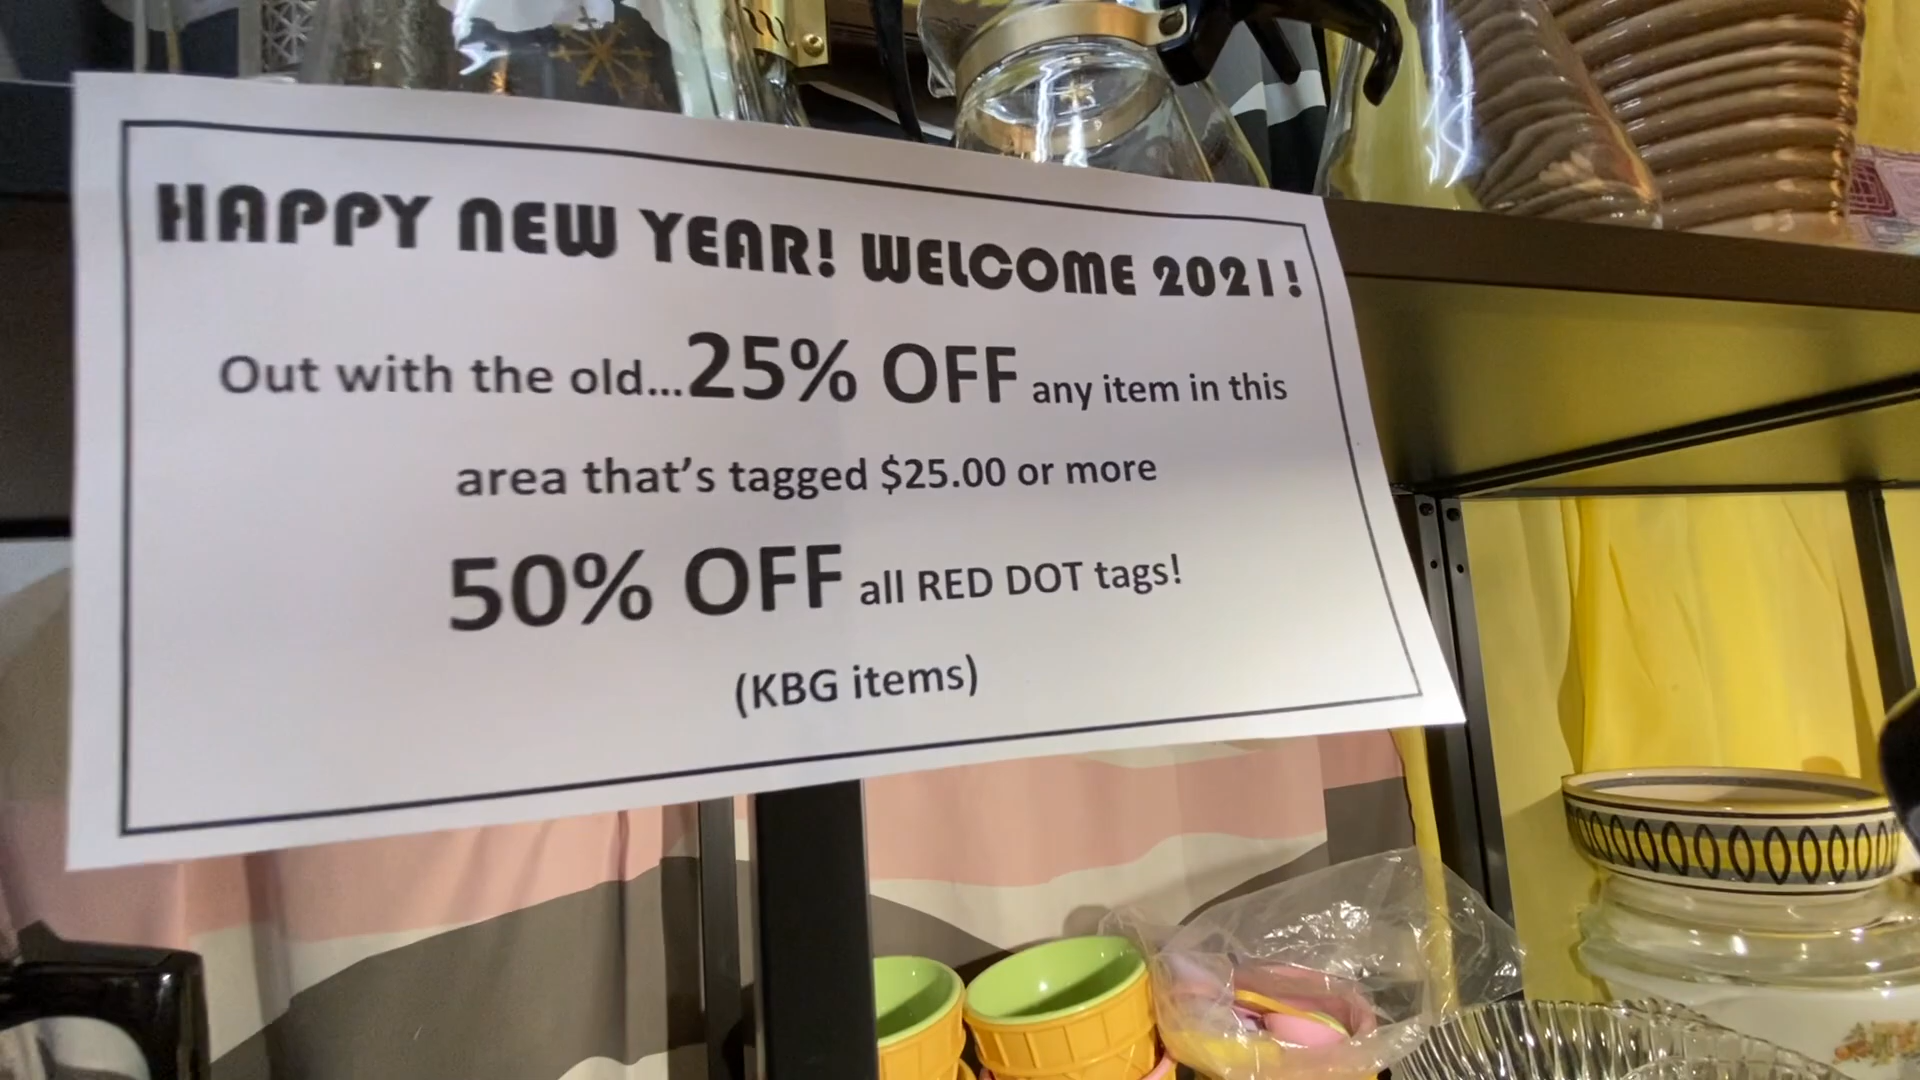 HAPPY NEW YEAR! WELCOME 2021!
Out with the old...25% OFF any item in this
area that's tagged $25.00 or more
50% OFF all RED DOT tags!
(KBG items)